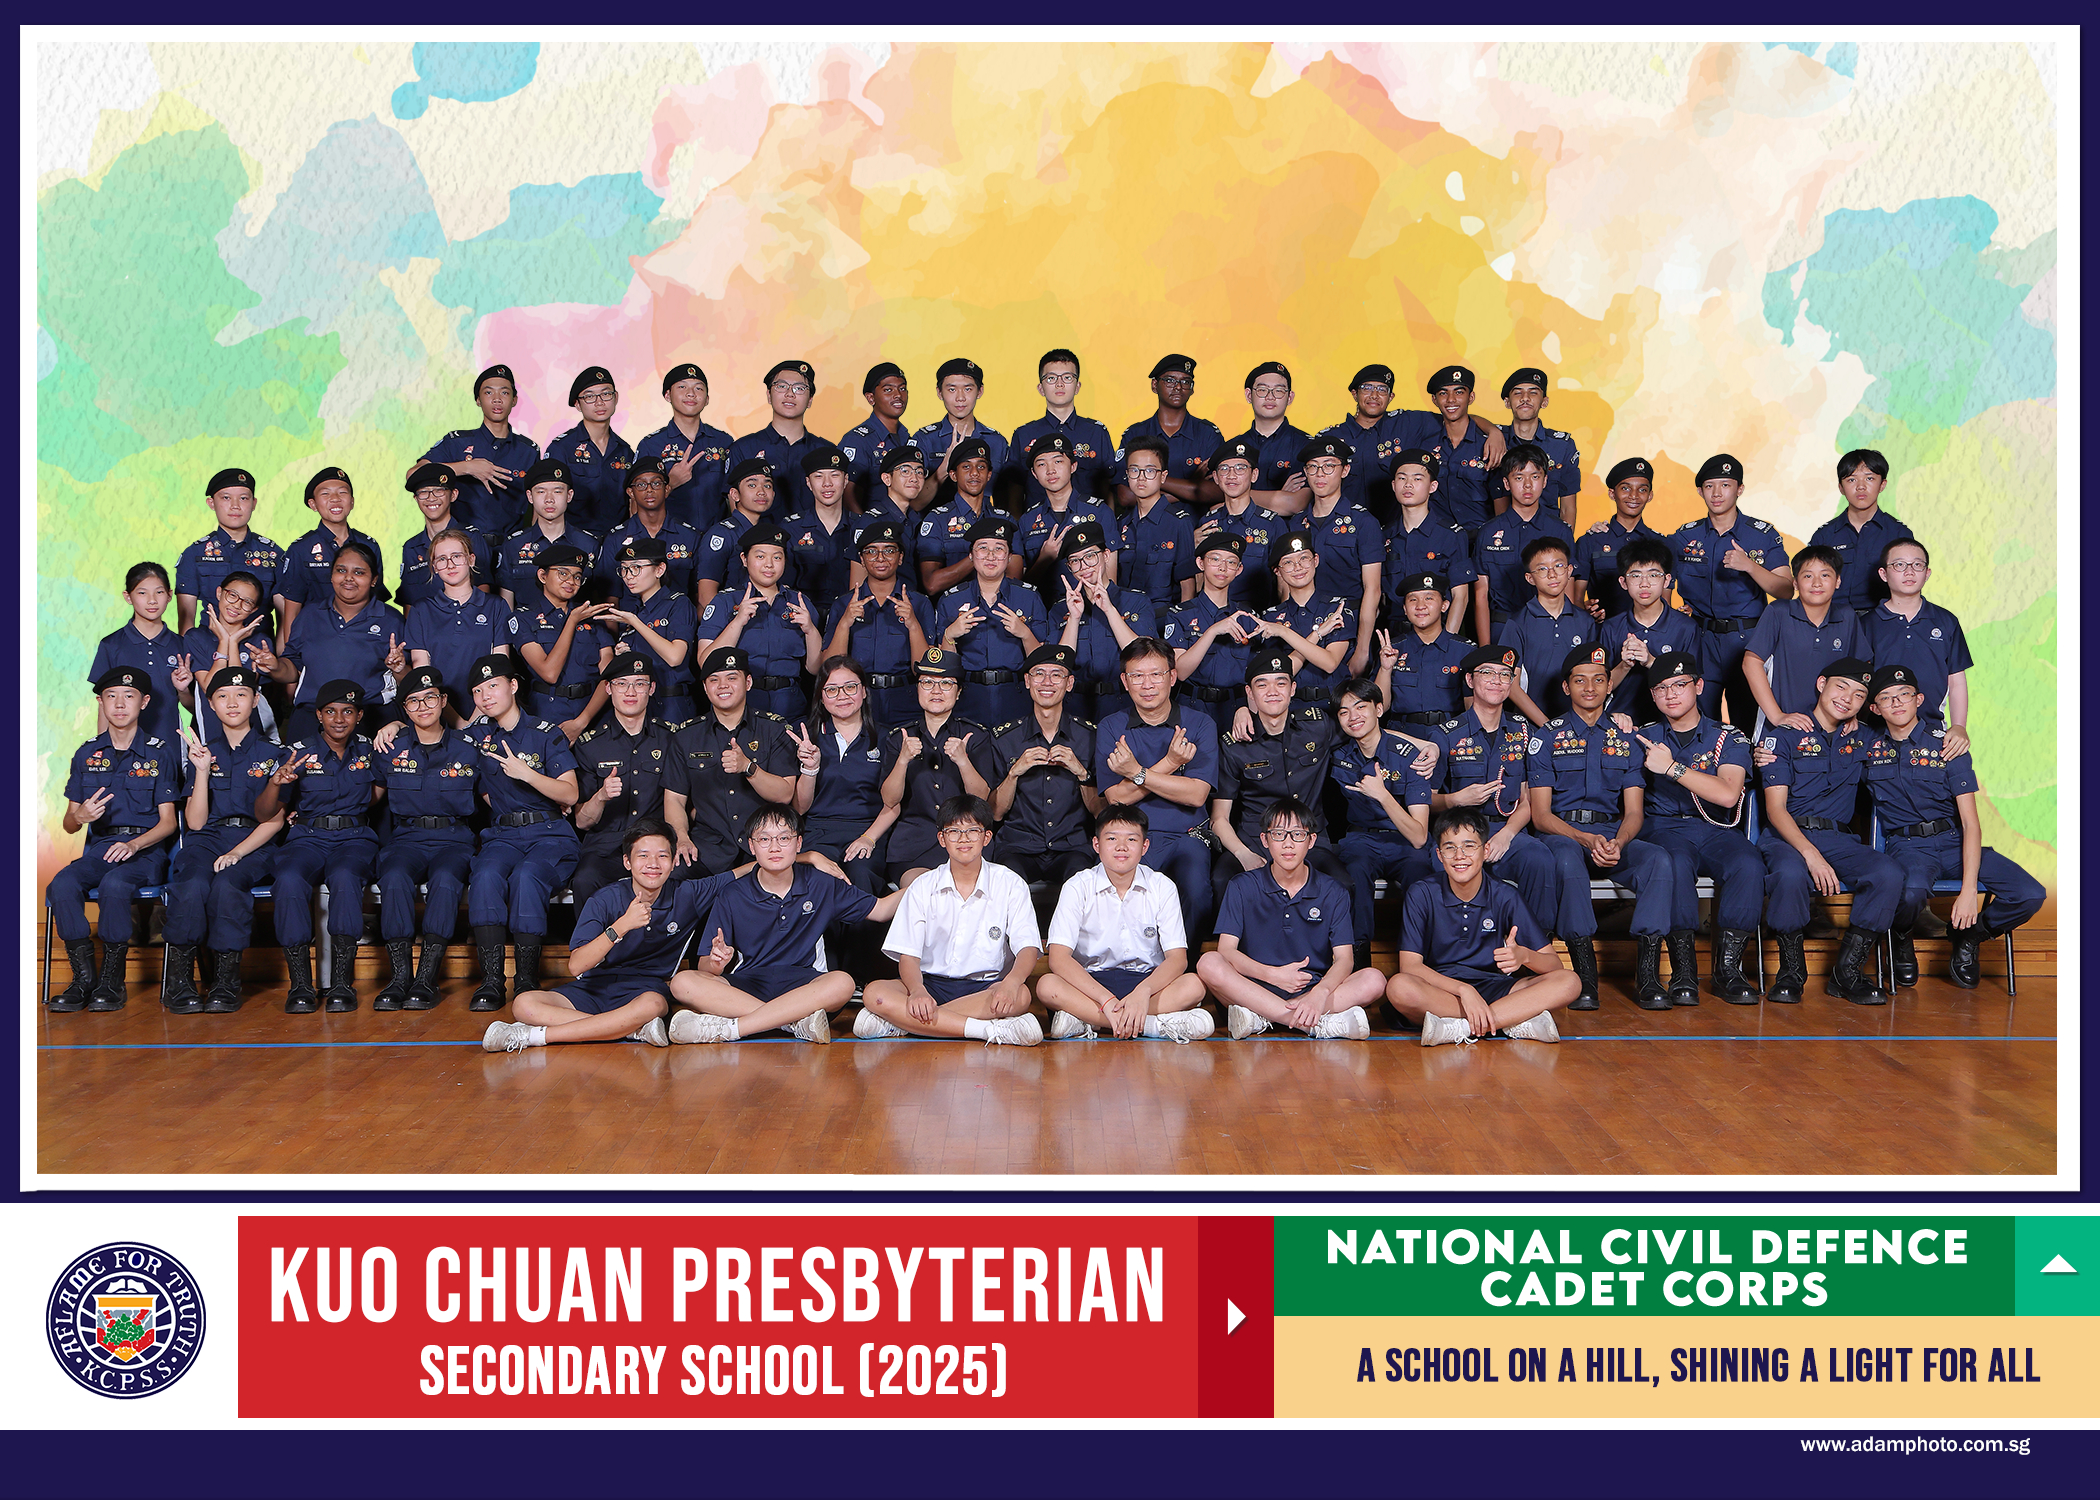 KUO CHUAN PRESBYTERIAN
SECONDARY SCHOOL (2025)
NATIONAL CIVIL DEFENCE
CADET CORPS
A SCHOOL ON A HILL, SHINING A LIGHT FOR ALL
AFLAME FOR TRUTH
K.C.P.S.S.
www.adamphoto.com.sg